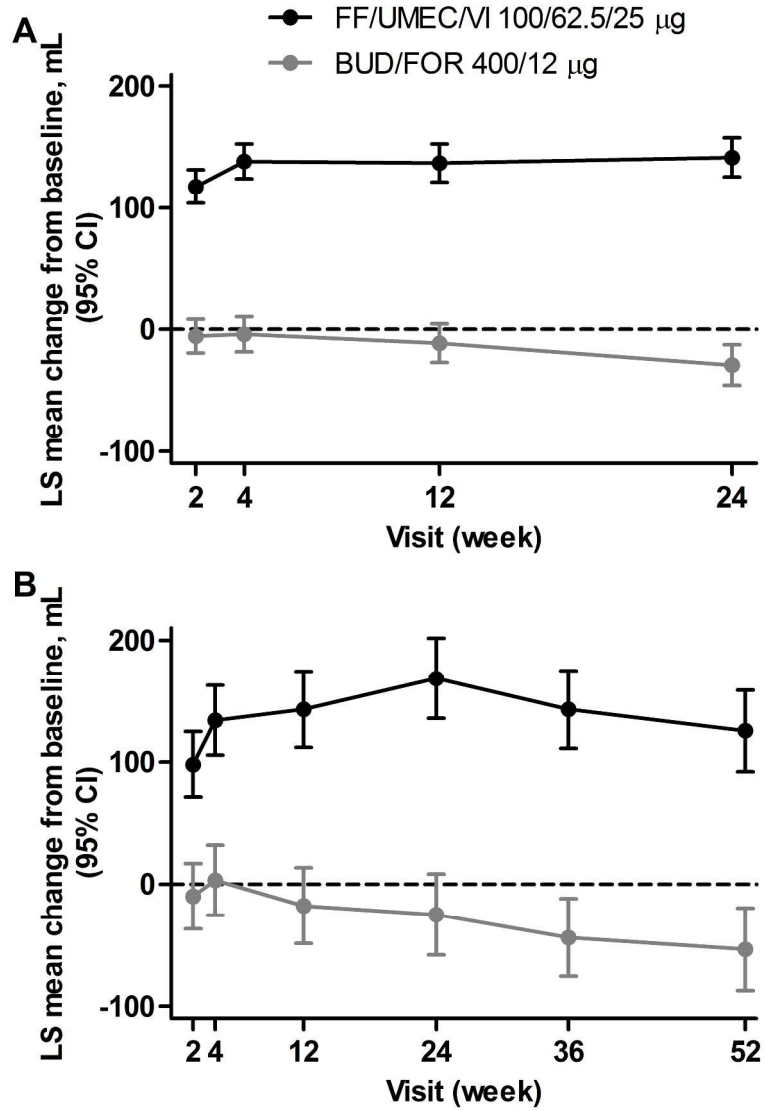 A
FF/UMEC/VI 100/62.5/25 μg
BUD/FOR 400/12 μg
LS mean change from baseline, mL
(95% CI)
200
100
0
-100
2 4 12 24
Visit (week)
B
LS mean change from baseline, mL
(95% CI)
200
100
0
-100
2 4 12 24 36 52
Visit (week)